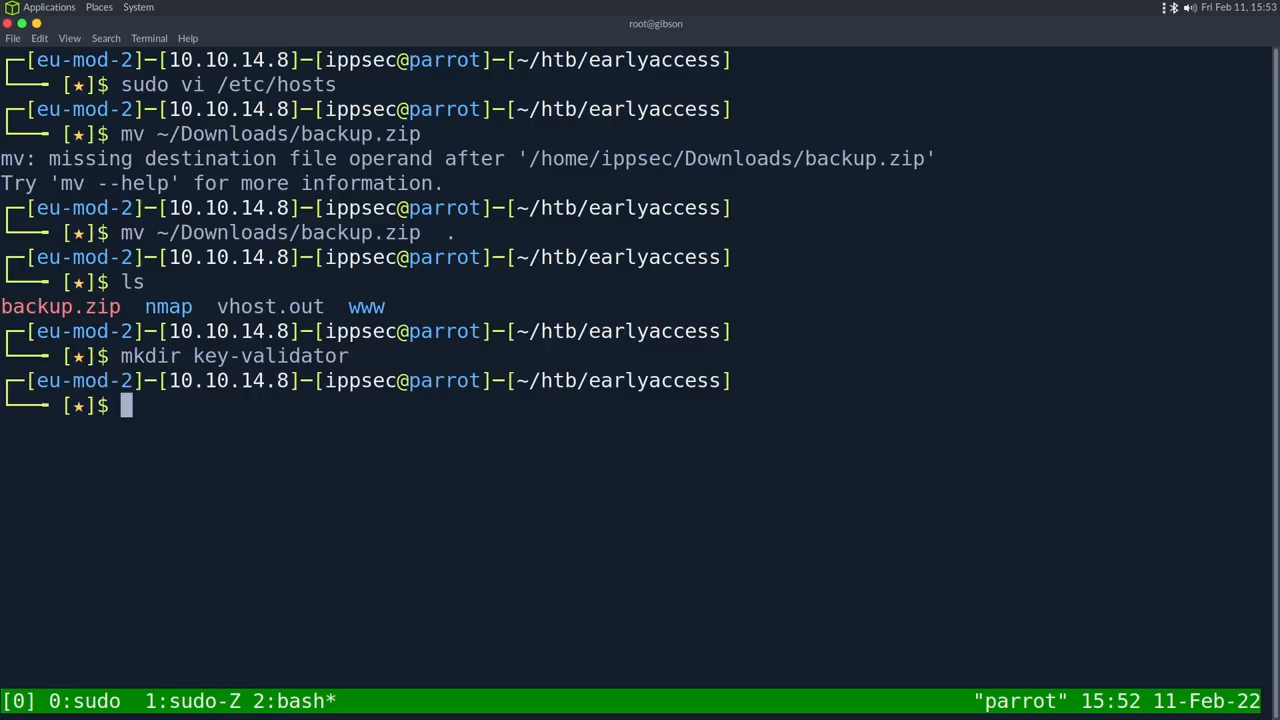 Applications Places System Fri Feb 11, 15:53
root@gibson
File Edit View Search Terminal Help
┌─[eu-mod-2]─[10.10.14.8]─[ippsec@parrot]─[~/htb/earlyaccess]
└──╼ [★]$ sudo vi /etc/hosts
┌─[eu-mod-2]─[10.10.14.8]─[ippsec@parrot]─[~/htb/earlyaccess]
└──╼ [★]$ mv ~/Downloads/backup.zip
mv: missing destination file operand after '/home/ippsec/Downloads/backup.zip'
Try 'mv --help' for more information.
┌─[eu-mod-2]─[10.10.14.8]─[ippsec@parrot]─[~/htb/earlyaccess]
└──╼ [★]$ mv ~/Downloads/backup.zip  .
┌─[eu-mod-2]─[10.10.14.8]─[ippsec@parrot]─[~/htb/earlyaccess]
└──╼ [★]$ ls
backup.zip  nmap  vhost.out  www
┌─[eu-mod-2]─[10.10.14.8]─[ippsec@parrot]─[~/htb/earlyaccess]
└──╼ [★]$ mkdir key-validator
┌─[eu-mod-2]─[10.10.14.8]─[ippsec@parrot]─[~/htb/earlyaccess]
└──╼ [★]$
[0] 0:sudo  1:sudo-Z 2:bash* "parrot" 15:52 11-Feb-22